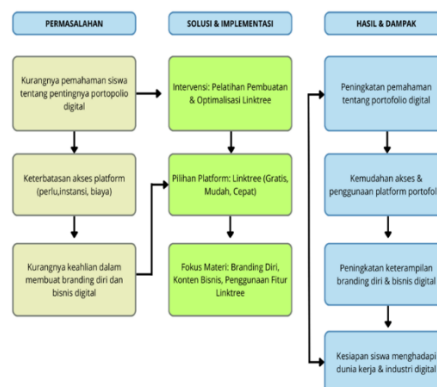 PERMASALAHAN
Kurangnya pemahaman siswa
tentang pentingnya portopolio
digital
Keterbatasan akses platform
(perlu,instansi, biaya)
Kurangnya keahlian dalam
membuat branding diri dan
bisnis digital
SOLUSI & IMPLEMENTASI
Intervensi: Pelatihan Pembuatan
& Optimalisasi Linktree
Pilihan Platform: Linktree (Gratis,
Mudah, Cepat)
Fokus Materi: Branding Diri,
Konten Bisnis, Penggunaan Fitur
Linktree
HASIL & DAMPAK
Peningkatan pemahaman
tentang portofolio digital
Kemudahan akses &
penggunaan platform portofol
Peningkatan keterampilan
branding diri & bisnis digital
Kesiapan siswa menghadapi
dunia kerja & industri digital